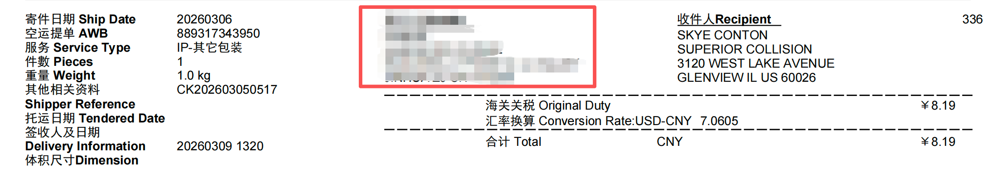 寄件日期 Ship Date 20260306
空运提单 AWB 889317343950
服务 Service Type IP-其它包装
件數 Pieces 1
重量 Weight 1.0 kg
其他相关资料 CK202603050517
Shipper Reference
托运日期 Tendered Date
签收人及日期
Delivery Information 20260309 1320
体积尺寸Dimension
收件人Recipient 336
SKYE CONTON
SUPERIOR COLLISION
3120 WEST LAKE AVENUE
GLENVIEW IL US 60026
海关关税 Original Duty ¥8.19
汇率换算 Conversion Rate:USD-CNY 7.0605
合计 Total CNY ¥8.19